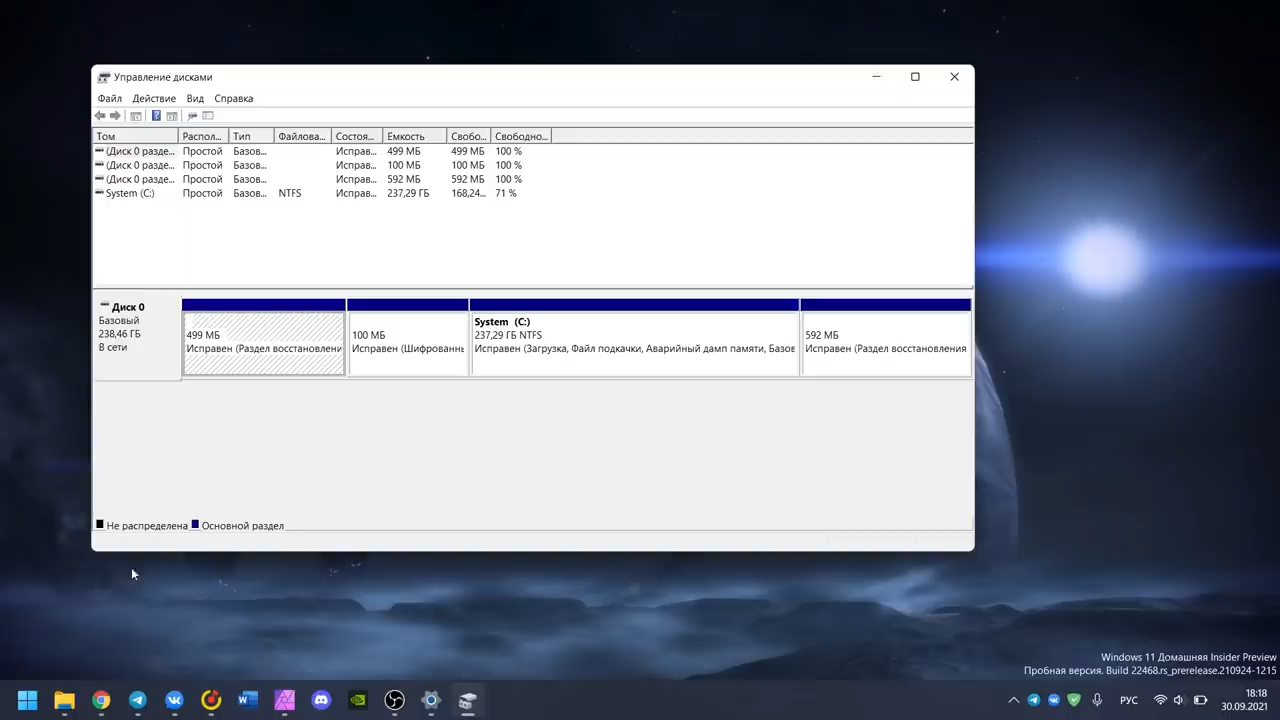 Управление дисками
Файл Действие Вид Справка
Том Распол... Тип Файлова... Состоя... Емкость Свобо... Свободно...
(Диск 0 разде... Простой Базов... Исправ... 499 МБ 499 МБ 100 %
(Диск 0 разде... Простой Базов... Исправ... 100 МБ 100 МБ 100 %
(Диск 0 разде... Простой Базов... Исправ... 592 МБ 592 МБ 100 %
System (C:) Простой Базов... NTFS Исправ... 237,29 ГБ 168,24... 71 %
Диск 0
Базовый
238,46 ГБ
В сети
499 МБ
Исправен (Раздел восстановлени
100 МБ
Исправен (Шифрованнь
System (C:)
237,29 ГБ NTFS
Исправен (Загрузка, Файл подкачки, Аварийный дамп памяти, Базов
592 МБ
Исправен (Раздел восстановления
Не распределена Основной раздел
Windows 11 Домашняя Insider Preview
Пробная версия. Build 22468.rs_prerelease.210924-1215
РУС
18:18
30.09.2021